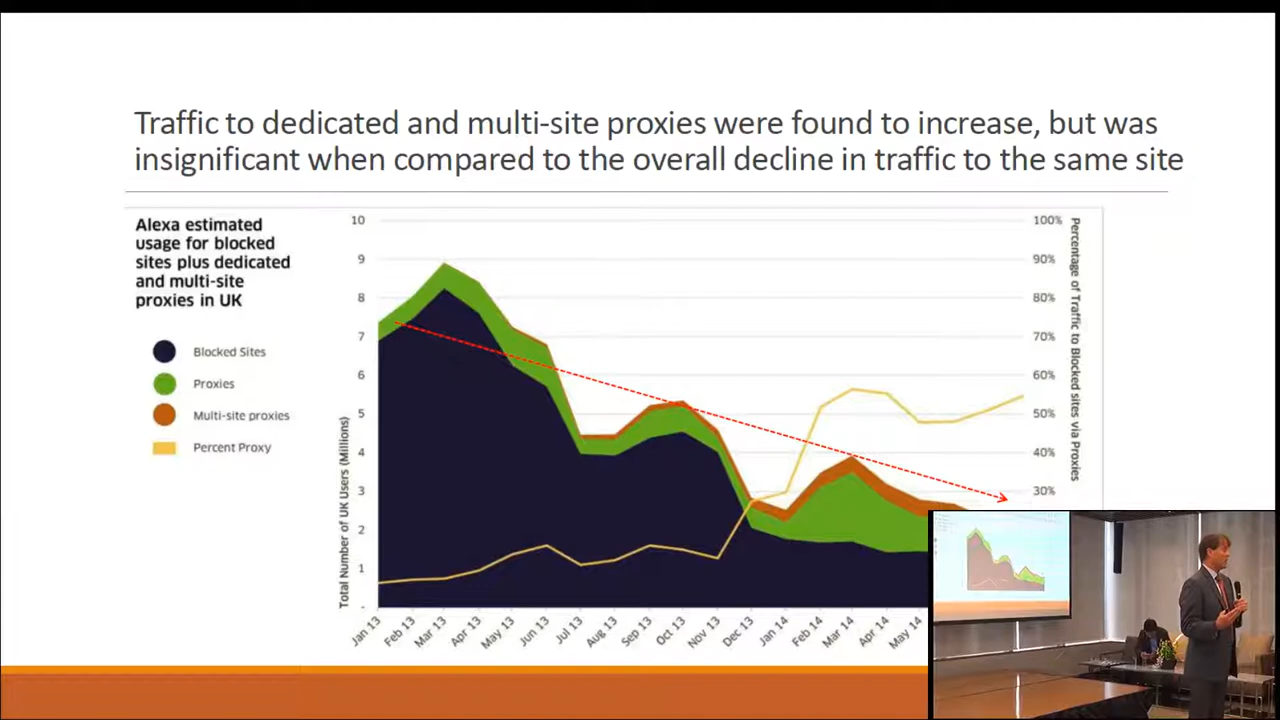 Traffic to dedicated and multi-site proxies were found to increase, but was
insignificant when compared to the overall decline in traffic to the same site
Alexa estimated
usage for blocked
sites plus dedicated
and multi-site
proxies in UK
Blocked Sites
Proxies
Multi-site proxies
Percent Proxy
Total Number of UK Users (Millions)
10
9
8
7
6
5
4
3
2
1
-
100%
90%
80%
70%
60%
50%
40%
30%
Percentage of Traffic to Blocked sites via Proxies
Jan 13
Feb 13
Mar 13
Apr 13
May 13
Jun 13
Jul 13
Aug 13
Sep 13
Oct 13
Nov 13
Dec 13
Jan 14
Feb 14
Mar 14
Apr 14
May 14